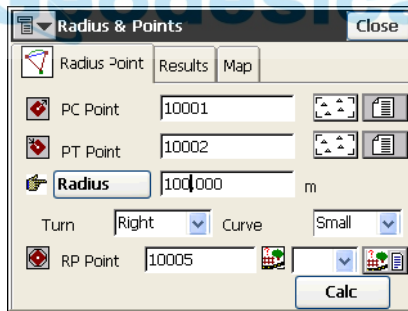 Radius & Points Close
Radius Point Results Map
PC Point 10001
PT Point 10002
Radius 100.000 m
Turn Right Curve Small
RP Point 10005
Calc